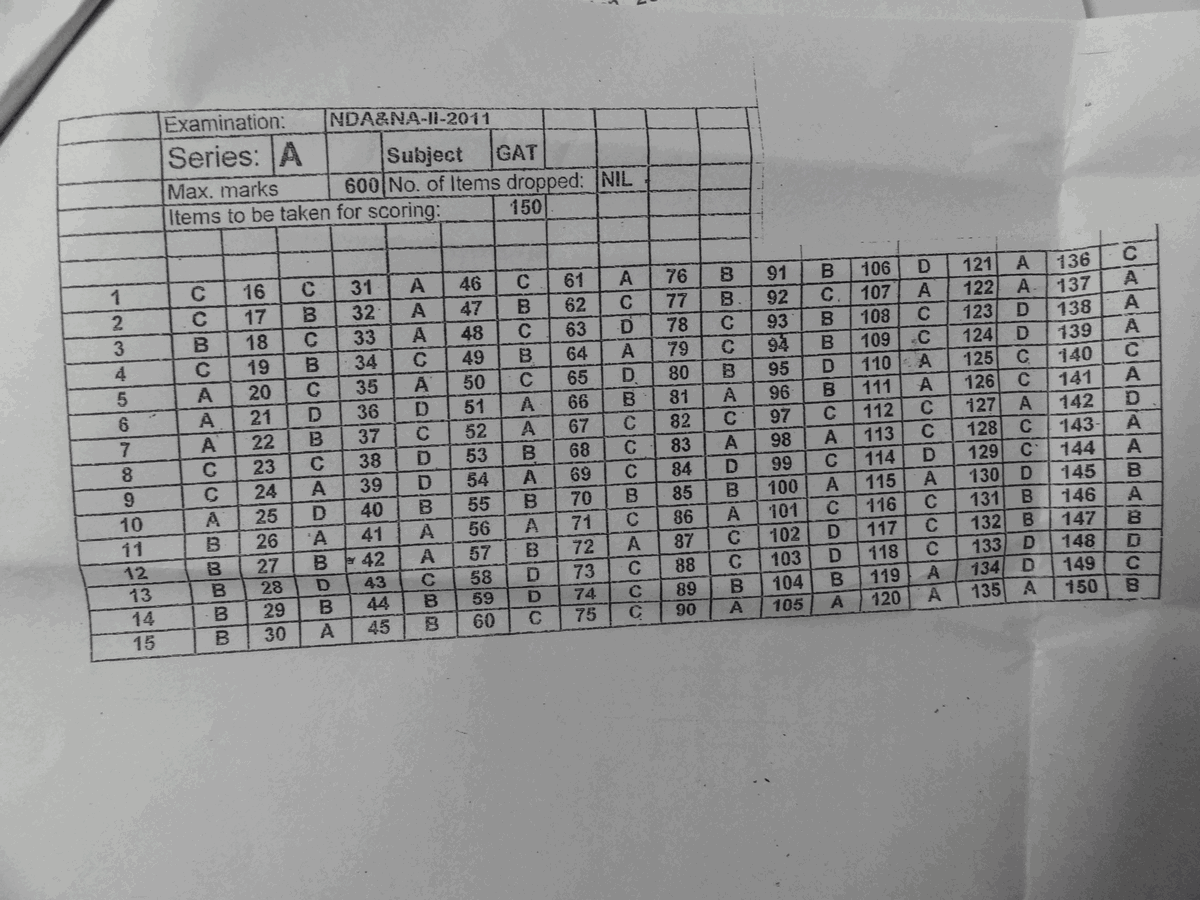 Examination: NDA&NA-II-2011
Series: A Subject GAT
Max. marks 600 No. of Items dropped: NIL
Items to be taken for scoring: 150
1 C 16 C 31 A 46 C 61 A 76 B 91 B 106 D 121 A 136 C
2 C 17 B 32 A 47 B 62 C 77 B 92 C 107 A 122 A 137 A
3 B 18 C 33 A 48 C 63 D 78 C 93 B 108 C 123 D 138 A
4 C 19 B 34 C 49 B 64 A 79 C 94 B 109 C 124 D 139 A
5 A 20 C 35 A 50 C 65 D 80 B 95 D 110 A 125 C 140 C
6 A 21 D 36 D 51 A 66 B 81 A 96 B 111 A 126 C 141 A
7 A 22 B 37 C 52 A 67 C 82 C 97 C 112 C 127 A 142 D
8 C 23 C 38 D 53 B 68 C 83 A 98 A 113 C 128 C 143 A
9 C 24 A 39 D 54 A 69 C 84 D 99 C 114 D 129 C 144 A
10 A 25 D 40 B 55 B 70 B 85 B 100 A 115 A 130 D 145 B
11 B 26 A 41 A 56 A 71 C 86 A 101 C 116 C 131 B 146 A
12 B 27 B 42 A 57 B 72 A 87 C 102 D 117 C 132 B 147 B
13 B 28 D 43 C 58 D 73 C 88 C 103 D 118 C 133 D 148 D
14 B 29 B 44 B 59 D 74 C 89 B 104 B 119 A 134 D 149 C
15 B 30 A 45 B 60 C 75 C 90 A 105 A 120 A 135 A 150 B